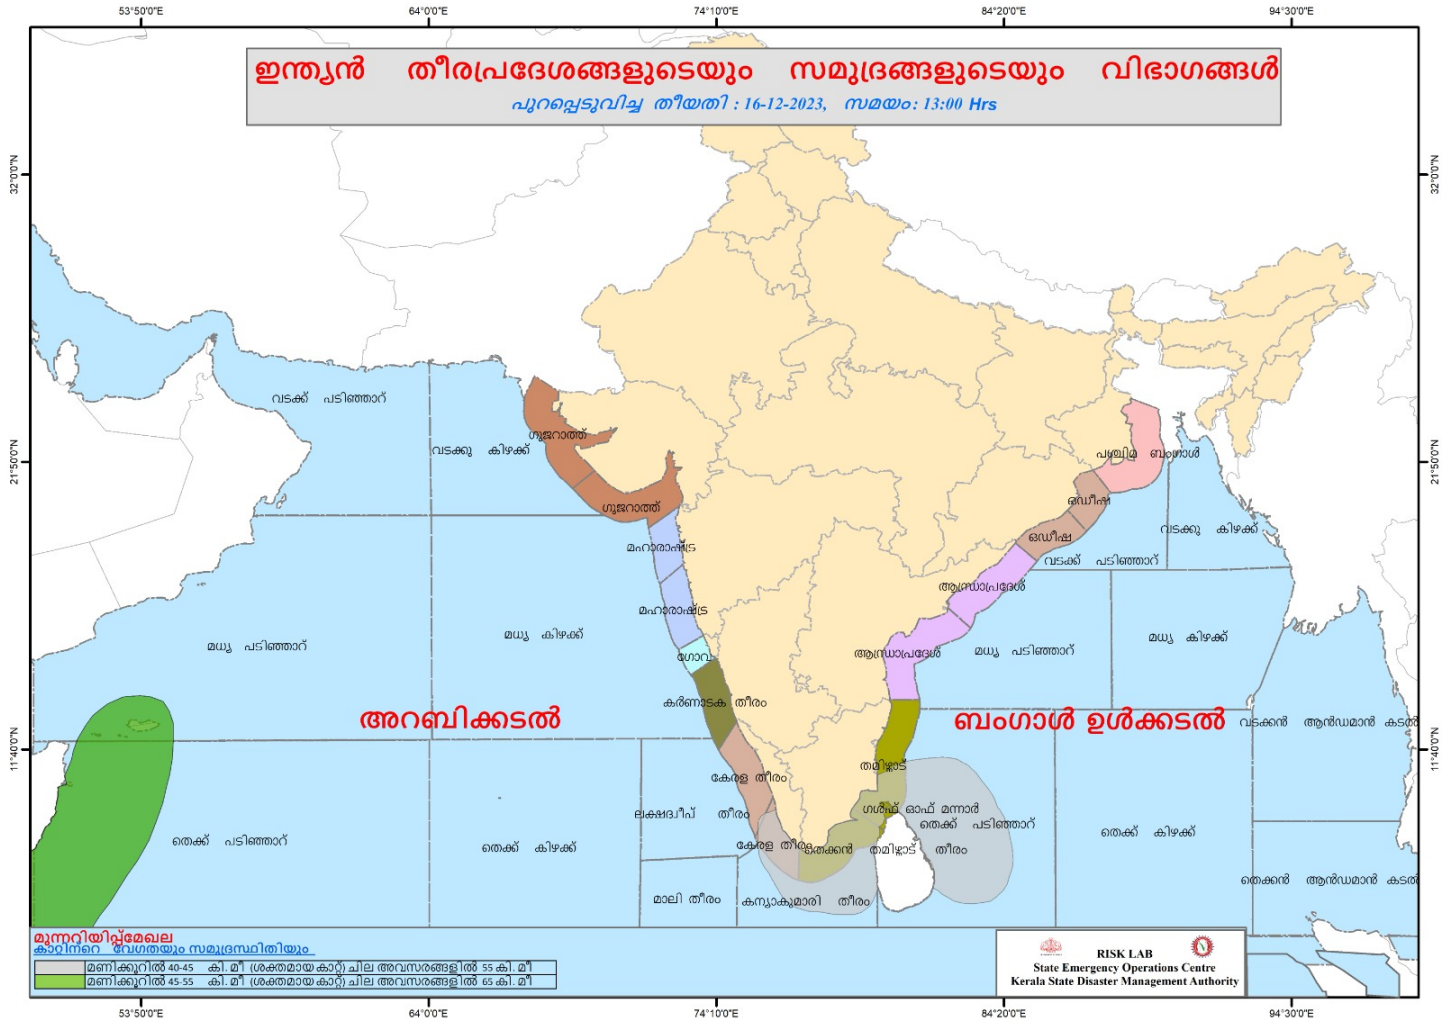 53°50'0"E 64°0'0"E 74°10'0"E 84°20'0"E 94°30'0"E
ഇന്ത്യൻ തീരപ്രദേശങ്ങളുടെയും സമുദ്രങ്ങളുടെയും വിഭാഗങ്ങൾ
പുറപ്പെടുവിച്ച തീയതി : 16-12-2023, സമയം: 13:00 Hrs
32°0'0"N 32°0'0"N
വടക്ക് പടിഞ്ഞാറ്
ഗുജറാത്ത്
വടക്കു കിഴക്ക്
പശ്ചിമ ബംഗാൾ
21°50'0"N 21°50'0"N
ഒഡീഷ
ഗുജറാത്ത്
വടക്കു കിഴക്ക്
ഒഡീഷ
മഹാരാഷ്ട്ര
വടക്ക് പടിഞ്ഞാറ്
ആന്ധ്രാപ്രദേശ്
മഹാരാഷ്ട്ര
മധ്യ കിഴക്ക്
മധ്യ കിഴക്ക്
മധ്യ പടിഞ്ഞാറ്
ഗോവ
ആന്ധ്രാപ്രദേശ്
മധ്യ പടിഞ്ഞാറ്
കർണാടക തീരം
അറബിക്കടൽ
ബംഗാൾ ഉൾക്കടൽ
വടക്കൻ ആൻഡമാൻ കടൽ
11°40'0"N 11°40'0"N
തമിഴ്നാട്
കേരള തീരം
ഗൾഫ് ഓഫ് മന്നാർ
ലക്ഷദ്വീപ് തീരം
തെക്ക് പടിഞ്ഞാറ്
തെക്ക് കിഴക്ക്
തെക്ക് പടിഞ്ഞാറ്
തെക്ക് കിഴക്ക്
കേരള തീരം
തെക്കൻ തമിഴ്നാട് തീരം
തെക്കൻ ആൻഡമാൻ കടൽ
മാലി തീരം
കന്യാകുമാരി തീരം
മുന്നറിയിപ്പ്മേഖല
കാറ്റിന്റെ വേഗതയും സമുദ്രസ്ഥിതിയും
മണിക്കൂറിൽ 40-45 കി. മീ (ശക്തമായ കാറ്റ്) ചില അവസരങ്ങളിൽ 55 കി. മീ
മണിക്കൂറിൽ 45-55 കി. മീ (ശക്തമായ കാറ്റ്) ചില അവസരങ്ങളിൽ 65 കി. മീ
RISK LAB
State Emergency Operations Centre
Kerala State Disaster Management Authority
53°50'0"E 64°0'0"E 74°10'0"E 84°20'0"E 94°30'0"E